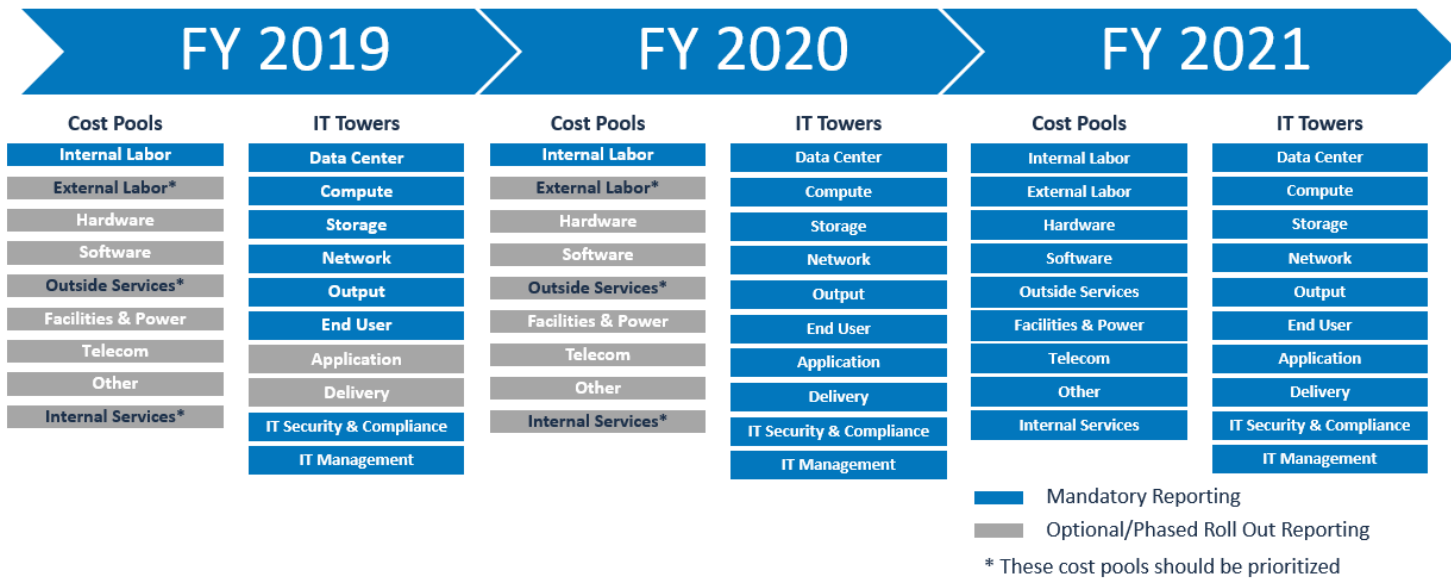 FY 2019
FY 2020
FY 2021
Cost Pools
Internal Labor
External Labor*
Hardware
Software
Outside Services*
Facilities & Power
Telecom
Other
Internal Services*
IT Towers
Data Center
Compute
Storage
Network
Output
End User
Application
Delivery
IT Security & Compliance
IT Management
Cost Pools
Internal Labor
External Labor*
Hardware
Software
Outside Services*
Facilities & Power
Telecom
Other
Internal Services*
IT Towers
Data Center
Compute
Storage
Network
Output
End User
Application
Delivery
IT Security & Compliance
IT Management
Cost Pools
Internal Labor
External Labor
Hardware
Software
Outside Services
Facilities & Power
Telecom
Other
Internal Services
IT Towers
Data Center
Compute
Storage
Network
Output
End User
Application
Delivery
IT Security & Compliance
IT Management
Mandatory Reporting
Optional/Phased Roll Out Reporting
* These cost pools should be prioritized